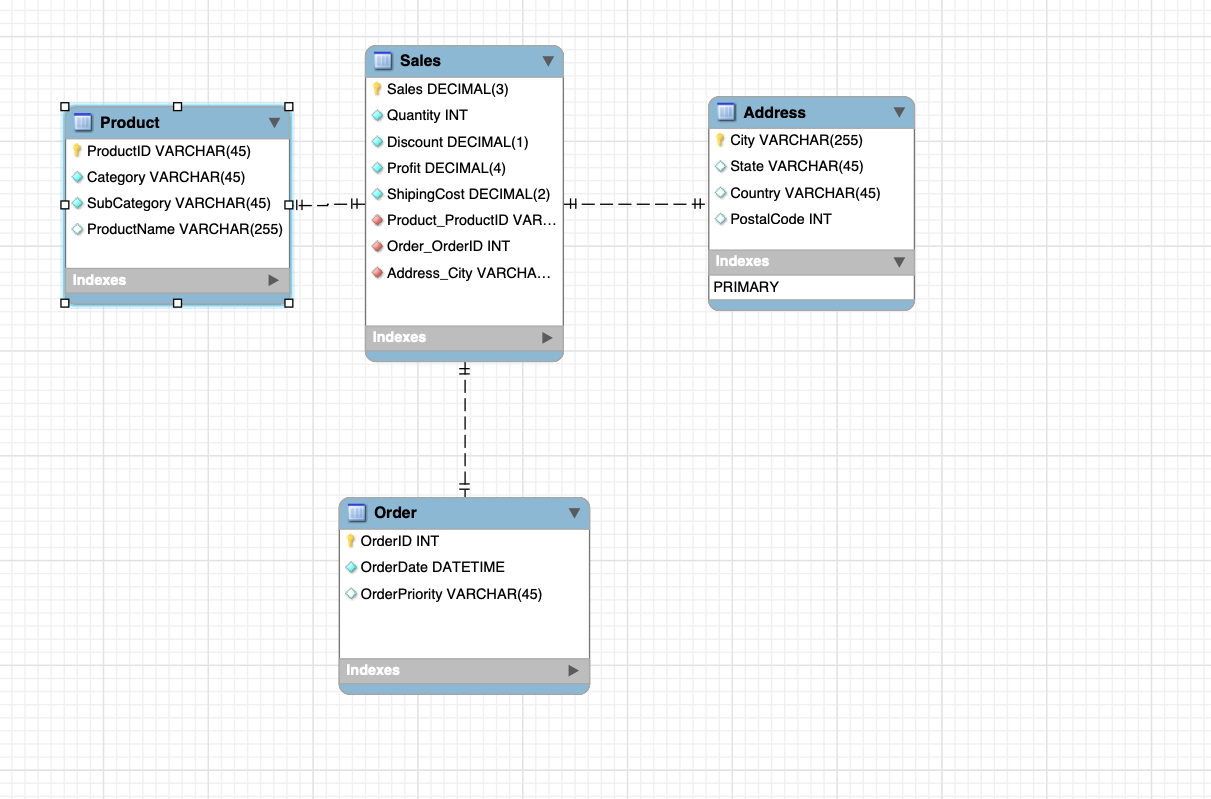 Product
ProductID VARCHAR(45)
Category VARCHAR(45)
SubCategory VARCHAR(45)
ProductName VARCHAR(255)
Indexes
Sales
Sales DECIMAL(3)
Quantity INT
Discount DECIMAL(1)
Profit DECIMAL(4)
ShipingCost DECIMAL(2)
Product_ProductID VAR...
Order_OrderID INT
Address_City VARCHA...
Indexes
Address
City VARCHAR(255)
State VARCHAR(45)
Country VARCHAR(45)
PostalCode INT
Indexes
PRIMARY
Order
OrderID INT
OrderDate DATETIME
OrderPriority VARCHAR(45)
Indexes